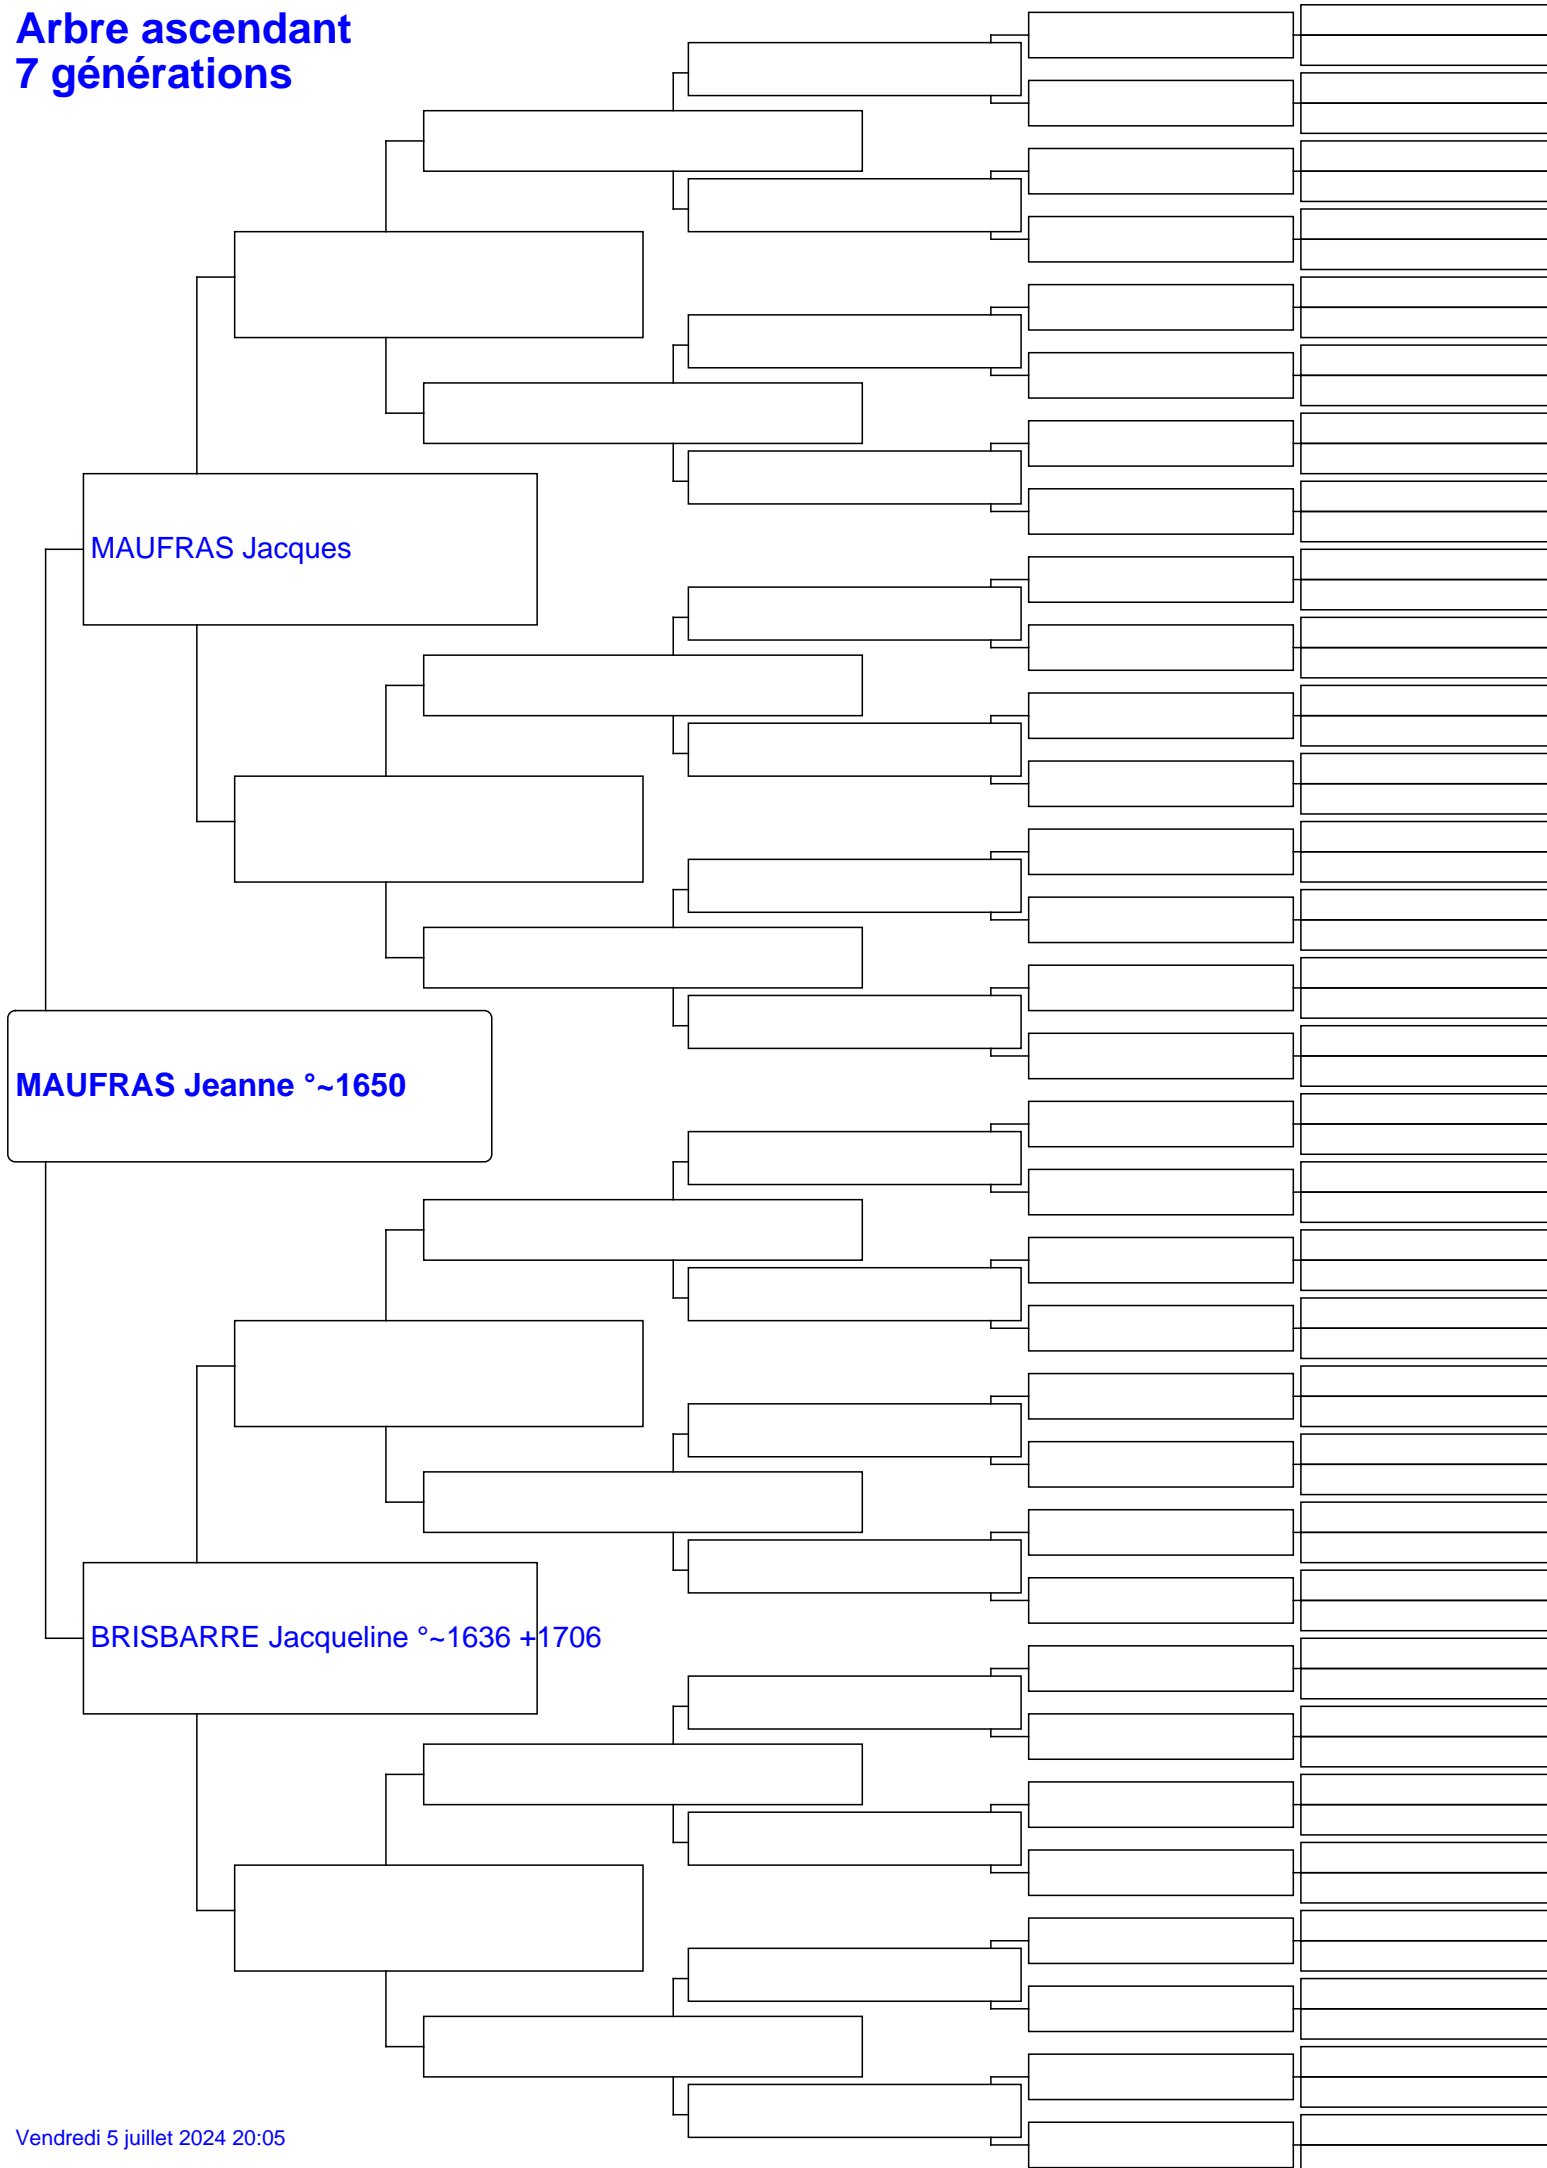 Arbre ascendant
7 générations
MAUFRAS Jacques
MAUFRAS Jeanne °~1650
BRISBARRE Jacqueline °~1636 +1706
Vendredi 5 juillet 2024 20:05